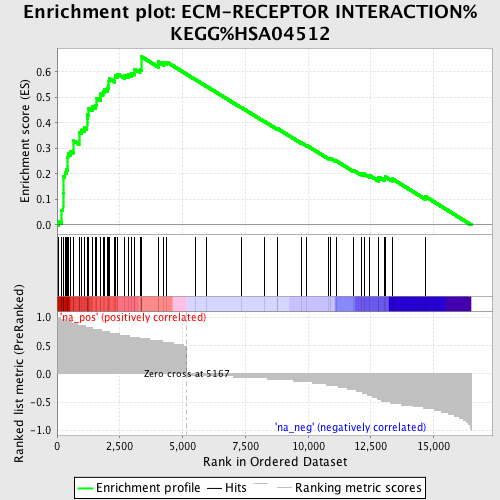 Enrichment plot: ECM-RECEPTOR INTERACTION%
KEGG%HSA04512
Enrichment score (ES)
0.6
0.5
0.4
0.3
0.2
0.1
0.0
'na_pos' (positively correlated)
Ranked list metric (PreRanked)
1.0
0.5
0.0
-0.5
-1.0
Zero cross at 5167
'na_neg' (negatively correlated)
0
2,500
5,000
7,500
10,000
12,500
15,000
Rank in Ordered Dataset
Enrichment profile
Hits
Ranking metric scores